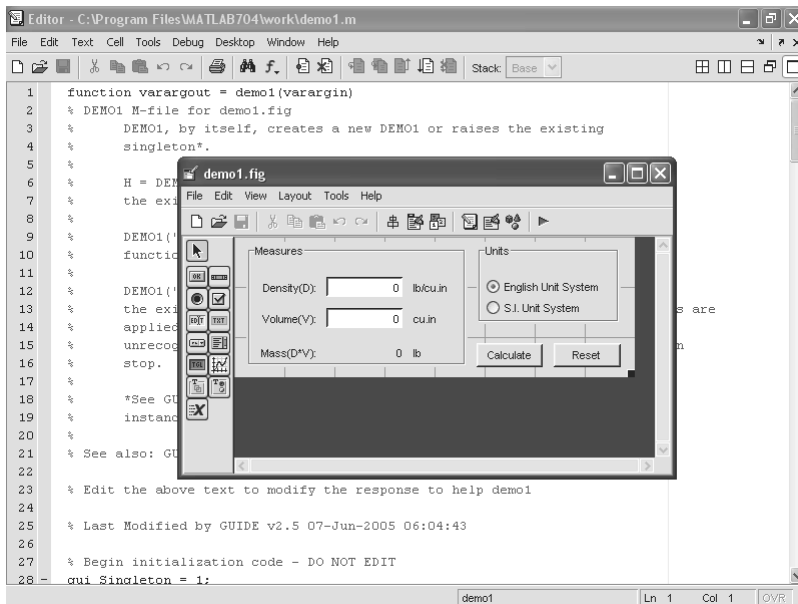 Editor - C:\Program Files\MATLAB704\work\demo1.m
File Edit Text Cell Tools Debug Desktop Window Help
Stack: Base
1 function varargout = demo1(varargin)
2 % DEMO1 M-file for demo1.fig
3 % DEMO1, by itself, creates a new DEMO1 or raises the existing
4 % singleton*.
5 %
6 % H = DEM
7 % the exi
8 %
9 % DEMO1('
10 % functio
11 %
12 % DEMO1('
13 % the exi s are
14 % applied
15 % unrecog n
16 % stop.
17 %
18 % *See GU
19 % instanc
20 %
21 % See also: GU
22
23 % Edit the above text to modify the response to help demo1
24
25 % Last Modified by GUIDE v2.5 07-Jun-2005 06:04:43
26
27 % Begin initialization code - DO NOT EDIT
28 - gui_Singleton = 1;
demo1.fig
File Edit View Layout Tools Help
OK
EDIT TXT
TGL
Measures
Density(D): 0 lb/cu.in
Volume(V): 0 cu.in
Mass(D*V): 0 lb
Units
English Unit System
S.I. Unit System
Calculate Reset
demo1 Ln 1 Col 1 OVR